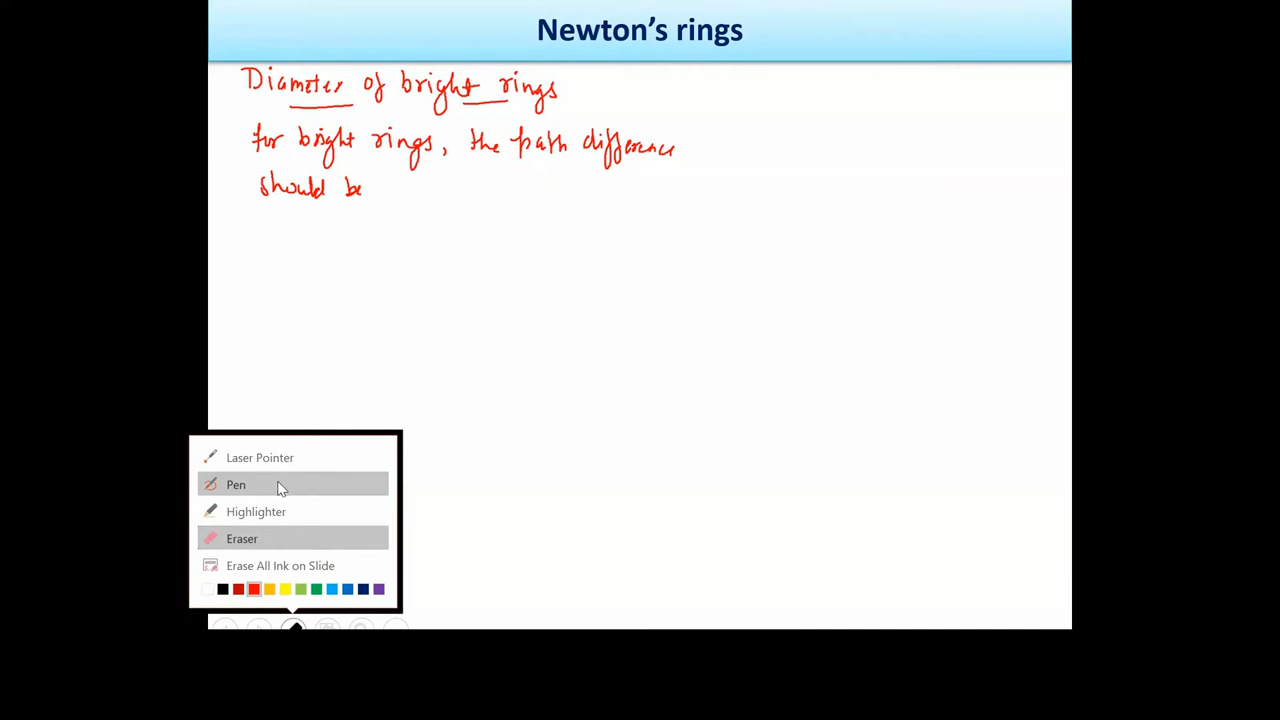 Newton's rings
Diameter of bright rings
for bright rings, the path difference
should be
Laser Pointer
Pen
Highlighter
Eraser
Erase All Ink on Slide